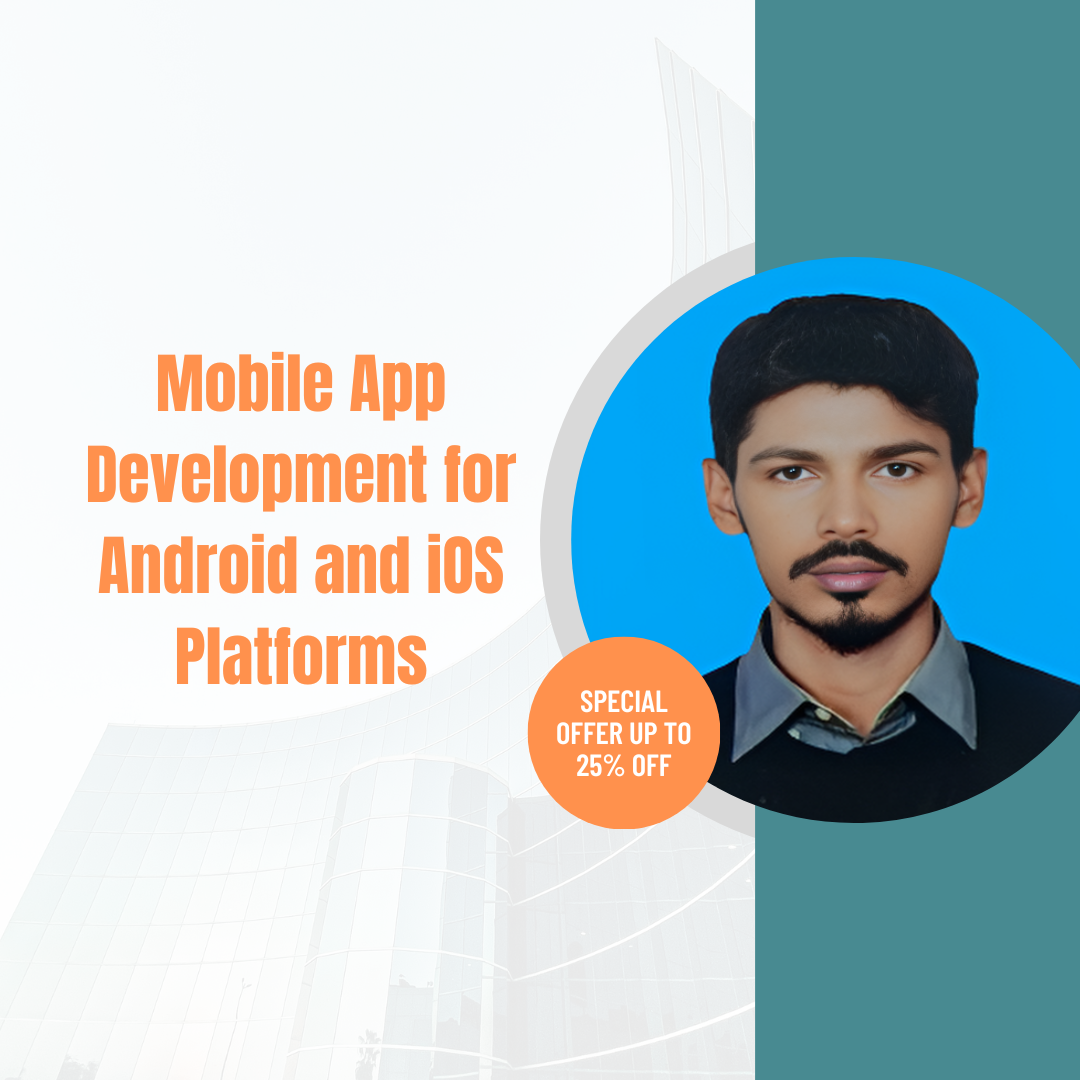 Mobile App
Development for
Android and iOS
Platforms
SPECIAL
OFFER UP TO
25% OFF